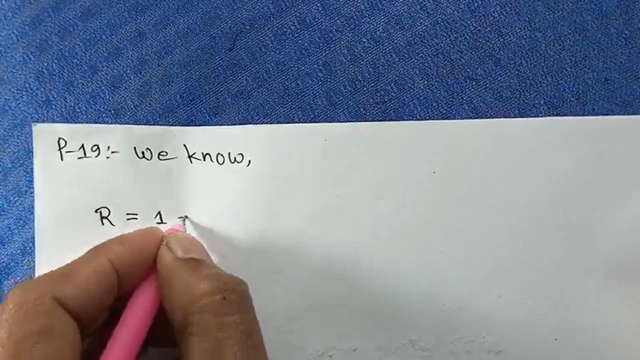 P-19:- We know,
R = 1